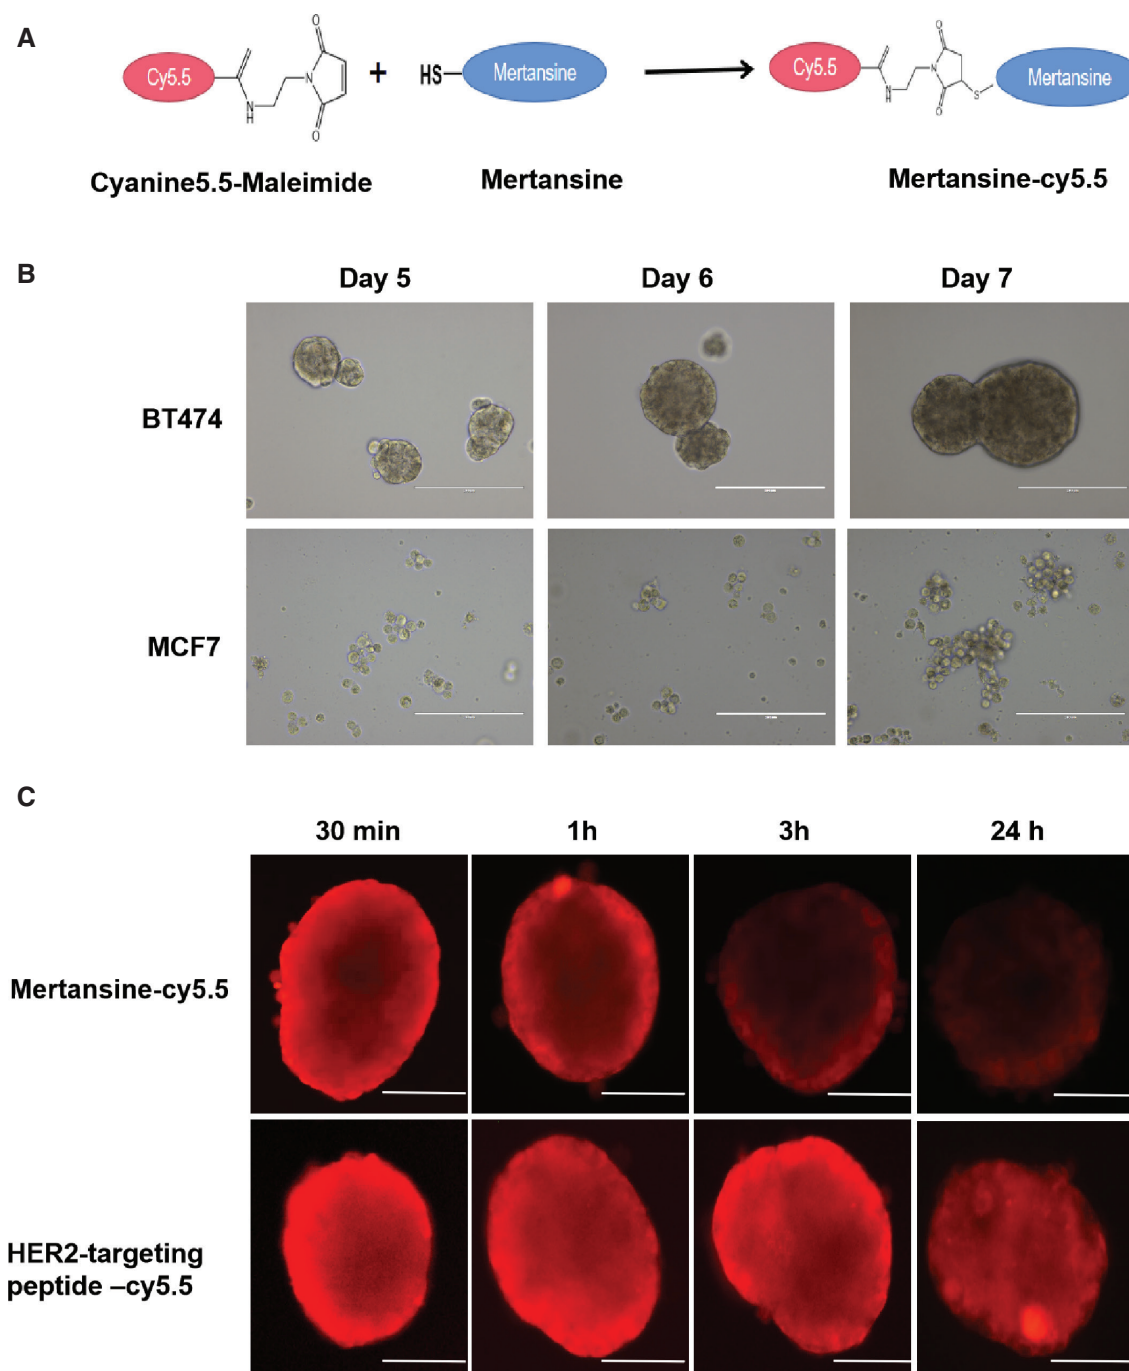 A
Cy5.5
O
N
O
N
H
+
HS
Mertansine
Cy5.5
O
N
O
N
H
S
Mertansine
Cyanine5.5-Maleimide
Mertansine
Mertansine-cy5.5
B
Day 5
Day 6
Day 7
BT474
MCF7
C
30 min
1h
3h
24 h
Mertansine-cy5.5
HER2-targeting
peptide –cy5.5